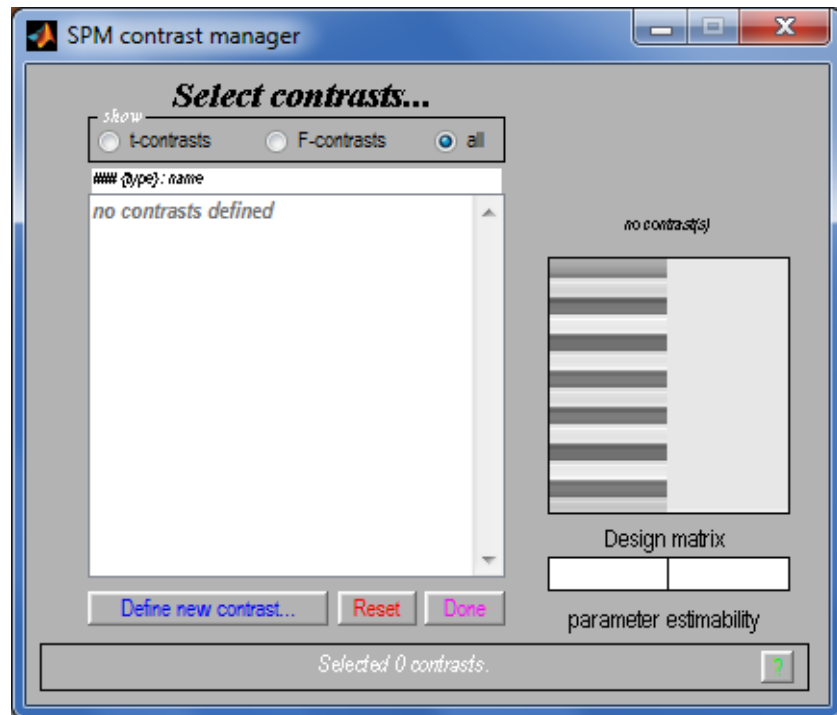 SPM contrast manager
Select contrasts...
show
t-contrasts F-contrasts all
### {type} : name
no contrasts defined
no contrast(s)
Design matrix
parameter estimability
Define new contrast... Reset Done
Selected 0 contrasts.
?